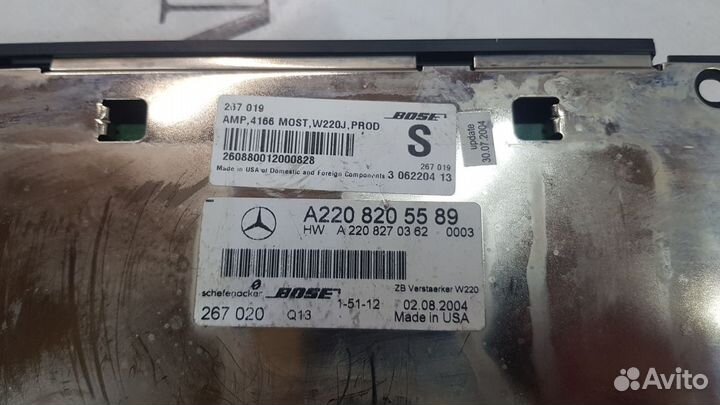 267 019
AMP,4166 MOST,W220J,PROD
BOSE
S
260880012000828
267 019
Made in USA of Domestic and Foreign Components
3 062204 13
update
30.07.2004
A220 820 55 89
HW A 220 827 03 62 0003
ZB Verstaerker W220
schefenacker BOSE 1-51-12 02.08.2004
267 020 Q13 Made in USA
Avito